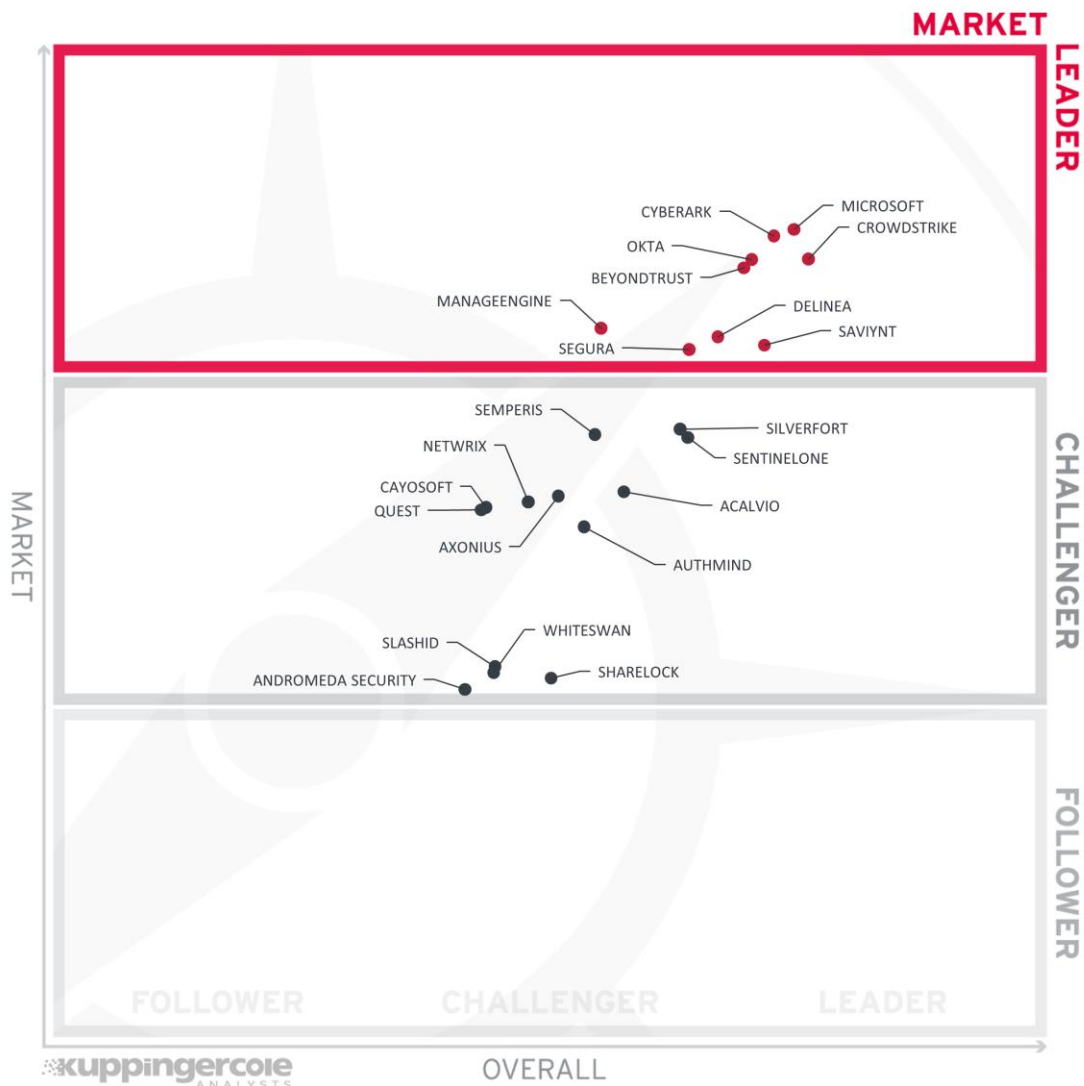 MARKET
LEADER
CYBERARK
MICROSOFT
CROWDSTRIKE
OKTA
BEYONDTRUST
MANAGEENGINE
DELINEA
SAVIYNT
SEGURA
SEMPERIS
SILVERFORT
SENTINELONE
NETWRIX
CAYOSOFT
QUEST
ACALVIO
AXONIUS
AUTHMIND
CHALLENGER
MARKET
WHITESWAN
SLASHID
SHARELOCK
ANDROMEDA SECURITY
FOLLOWER
FOLLOWER
CHALLENGER
LEADER
kuppingercole
ANALYSTS
OVERALL